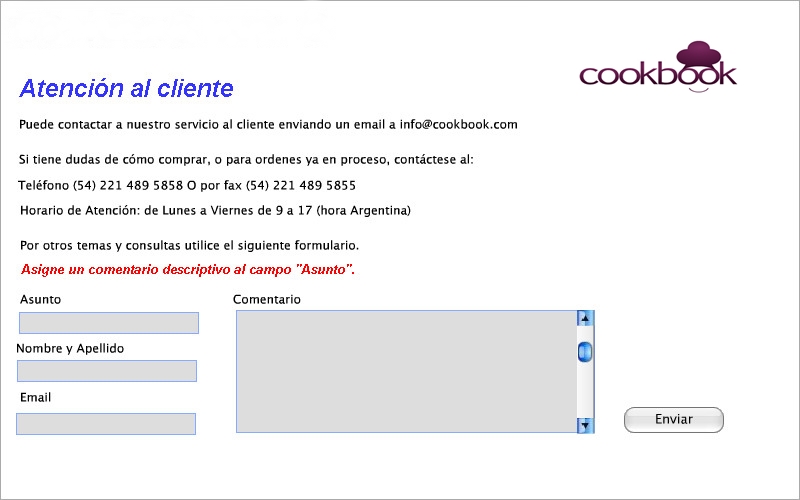 cookbook
Atención al cliente
Puede contactar a nuestro servicio al cliente enviando un email a info@cookbook.com
Si tiene dudas de cómo comprar, o para ordenes ya en proceso, contáctese al:
Teléfono (54) 221 489 5858 O por fax (54) 221 489 5855
Horario de Atención: de Lunes a Viernes de 9 a 17 (hora Argentina)
Por otros temas y consultas utilice el siguiente formulario.
Asigne un comentario descriptivo al campo "Asunto".
Asunto
Comentario
Nombre y Apellido
Email
Enviar